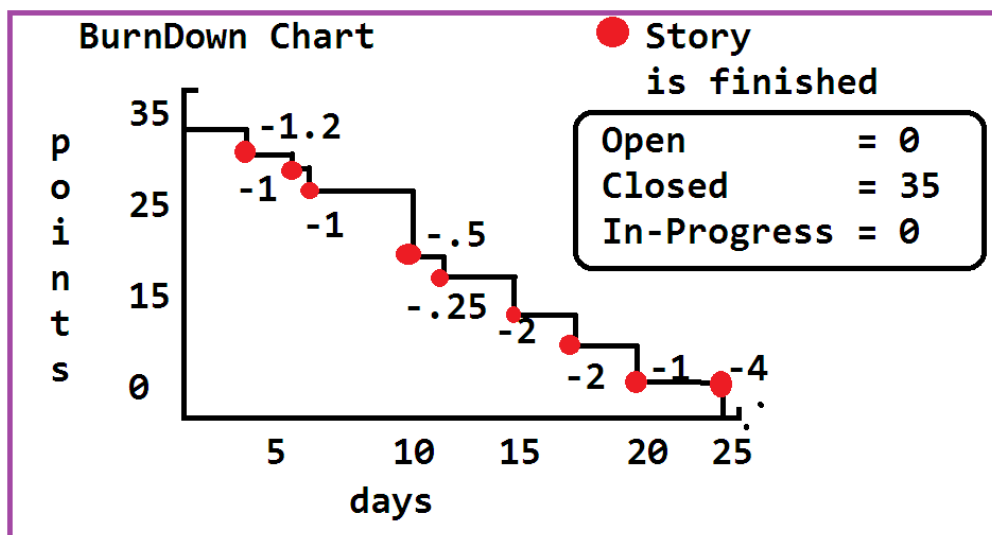 BurnDown Chart
Story
is finished
Open = 0
Closed = 35
In-Progress = 0
points
35
25
15
0
-1.2
-1
-1
-.5
-.25
-2
-2
-1
-4
5 10 15 20 25
days